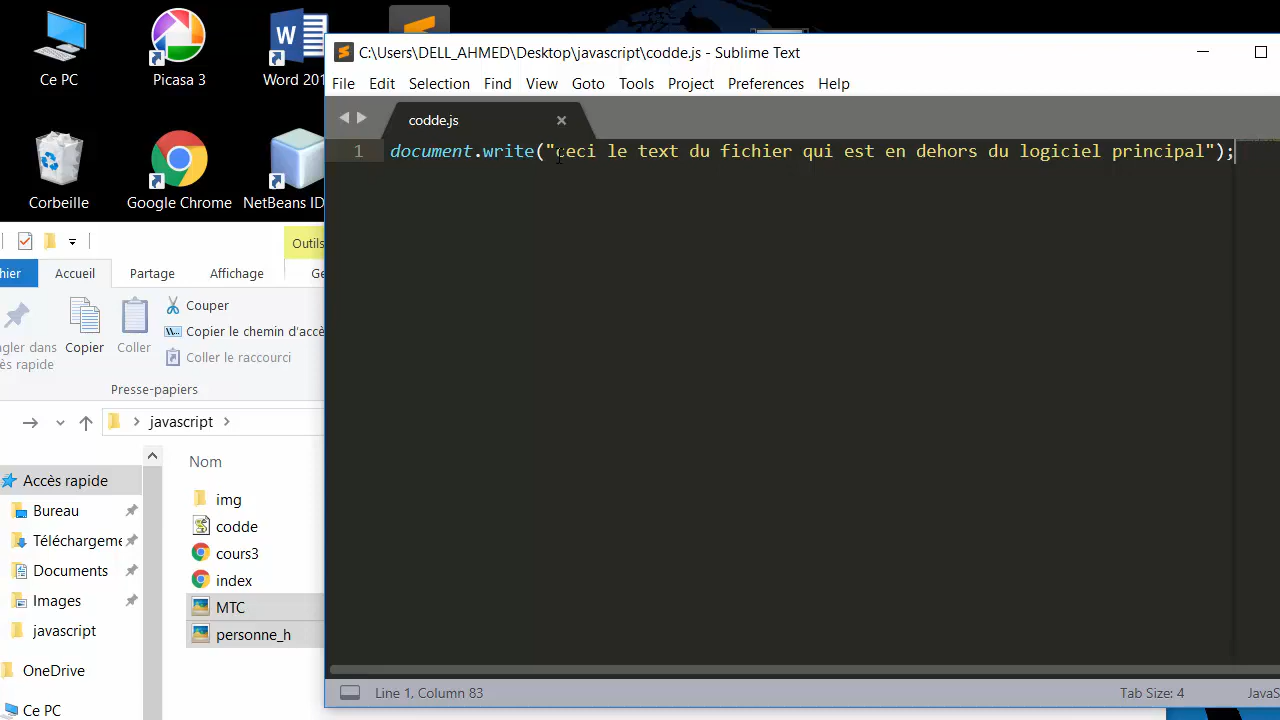 Ce PC
Picasa 3
Word 201
C:\Users\DELL_AHMED\Desktop\javascript\codde.js - Sublime Text
File Edit Selection Find View Goto Tools Project Preferences Help
codde.js
1 document.write("ceci le text du fichier qui est en dehors du logiciel principal");
Corbeille
Google Chrome
NetBeans ID
Outils
hier Accueil Partage Affichage Ge
Couper
Copier le chemin d'accè
Coller le raccourci
gler dans
ès rapide
Copier
Coller
Presse-papiers
javascript
Nom
Accès rapide
Bureau
Téléchargeme
Documents
Images
javascript
OneDrive
Ce PC
img
codde
cours3
index
MTC
personne_h
Line 1, Column 83
Tab Size: 4
JavaS